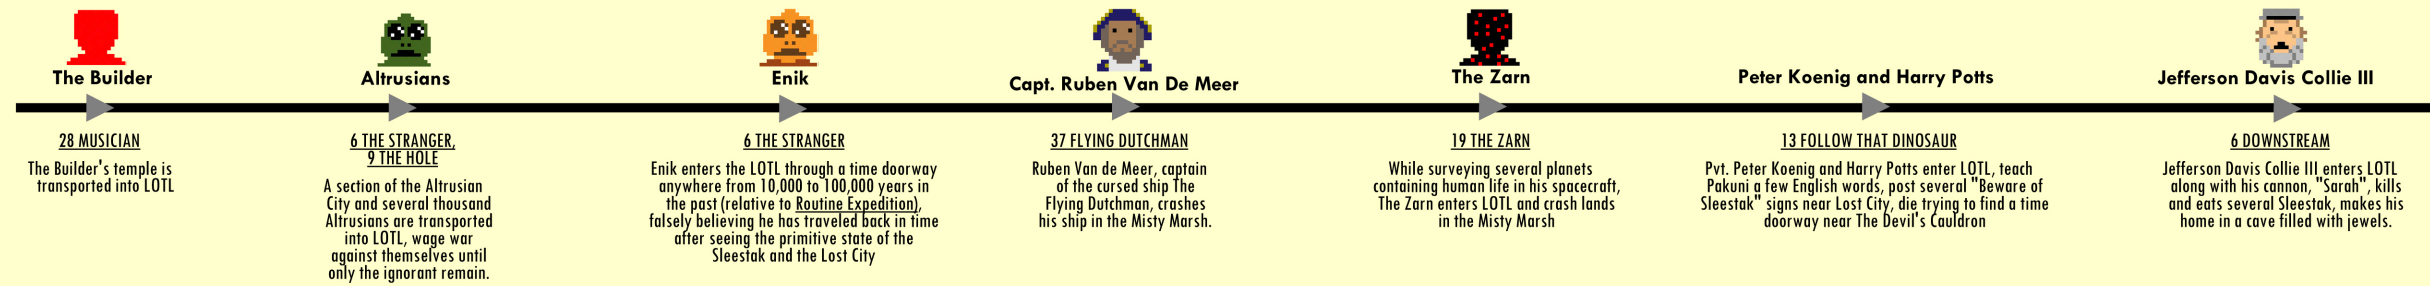 The Builder
28 MUSICIAN
The Builder's temple is
transported into LOTL
Altrusians
6 THE STRANGER,
9 THE HOLE
A section of the Altrusian
City and several thousand
Altrusians are transported
into LOTL, wage war
against themselves until
only the ignorant remain.
Enik
6 THE STRANGER
Enik enters the LOTL through a time doorway
anywhere from 10,000 to 100,000 years in
the past (relative to Routine Expedition),
falsely believing he has traveled back in time
after seeing the primitive state of the
Sleestak and the Lost City
Capt. Ruben Van De Meer
37 FLYING DUTCHMAN
Ruben Van de Meer, captain
of the cursed ship The
Flying Dutchman, crashes
his ship in the Misty Marsh.
The Zarn
19 THE ZARN
While surveying several planets
containing human life in his spacecraft,
The Zarn enters LOTL and crash lands
in the Misty Marsh
Peter Koenig and Harry Potts
13 FOLLOW THAT DINOSAUR
Pvt. Peter Koenig and Harry Potts enter LOTL, teach
Pakuni a few English words, post several "Beware of
Sleestak" signs near Lost City, die trying to find a time
doorway near The Devil's Cauldron
Jefferson Davis Collie III
6 DOWNSTREAM
Jefferson Davis Collie III enters LOTL
along with his cannon, "Sarah", kills
and eats several Sleestak, makes his
home in a cave filled with jewels.